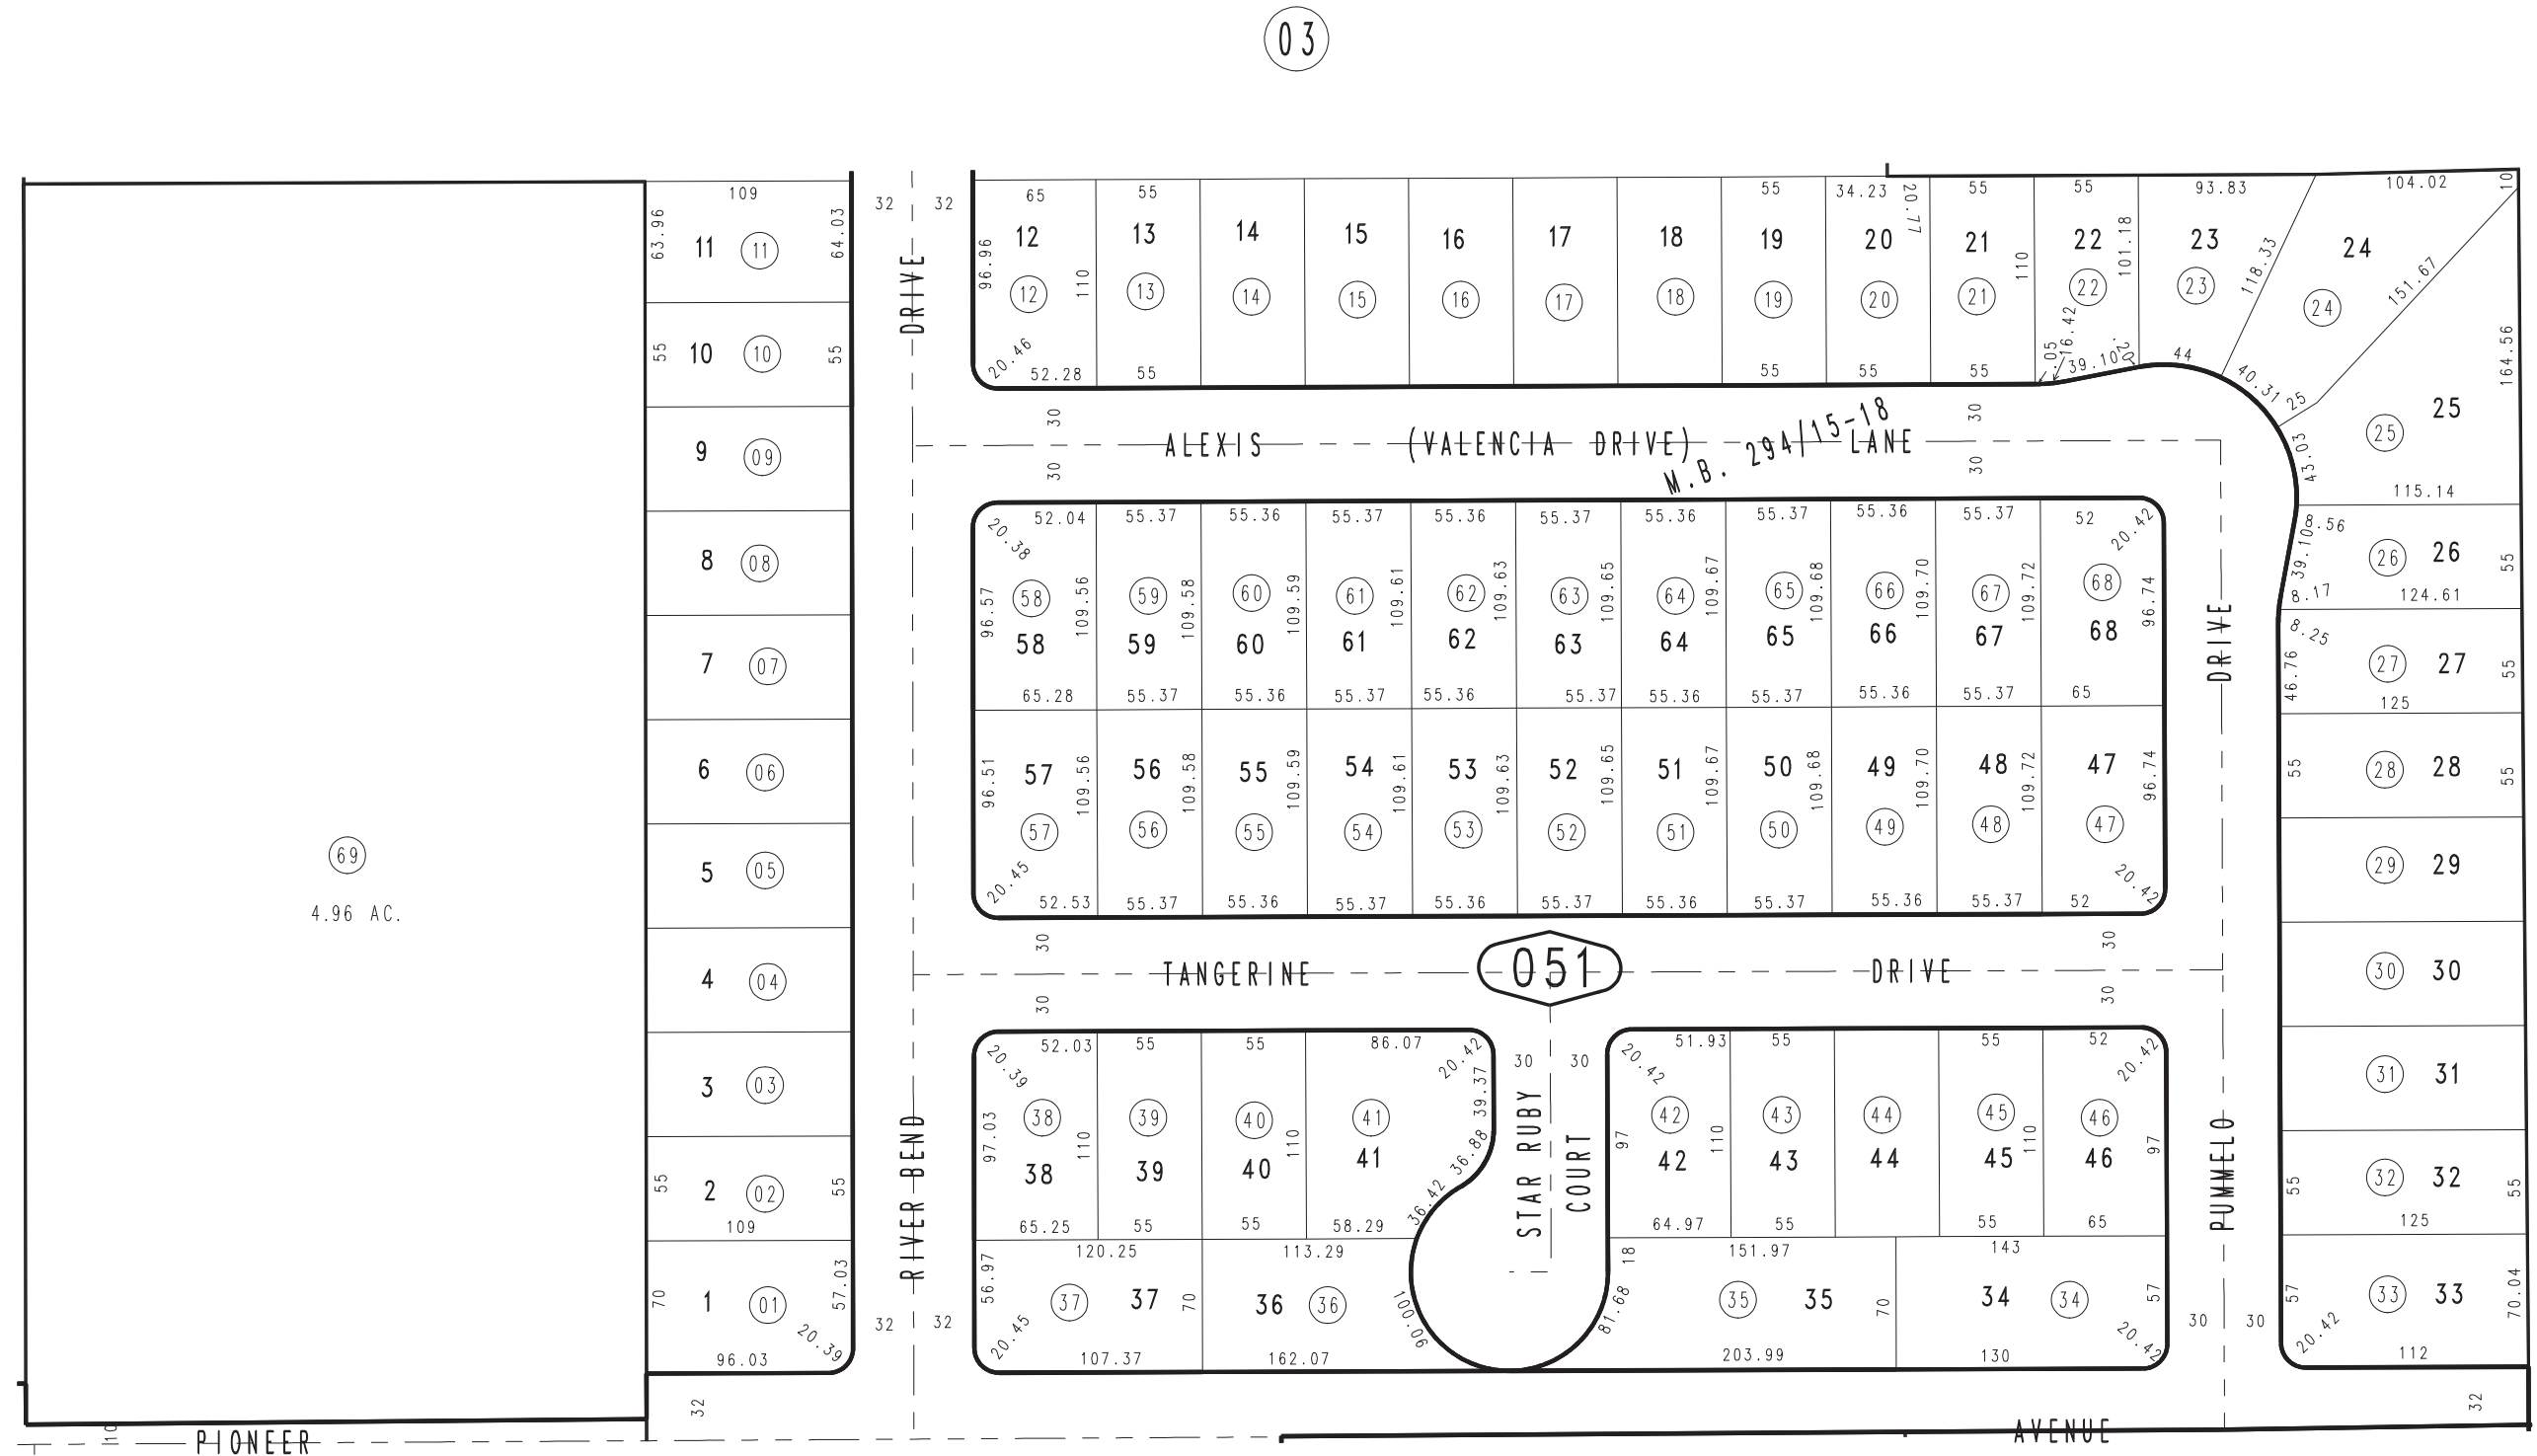 03
109
63.96 11 11 64.03
55 10 10 55
9 09
8 08
7 07
6 06
5 05
4 04
3 03
55 2 02 55
109
70 1 01 57.03
20.39
96.03
69
4.96 AC.
32 32
RIVER BEND DRIVE
32 32
32
10
PIONEER AVENUE
65 55 55 34.23 20.77 55 55 93.83 104.02 10
12 13 14 15 16 17 18 19 20 21 22 23 24
96.96 110 110 101.18 118.33 151.67
12 13 14 15 16 17 18 19 20 21 22 23 24
20.46 52.28 55 55 55 55 .05 16.42 39.10 .20 44 40.31 25
30 30
ALEXIS (VALENCIA DRIVE) LANE
M.B. 294/15-18
30 30
164.56
25 25
43.03
115.14
8.56
39.10 26 26 55
8.17 124.61
8.25
46.76 27 27 55
125
55 28 28 55
29 29
30 30
31 31
55 32 32 55
125
57 33 33 70.04
20.42
112
32
20.38 52.04 55.37 55.36 55.37 55.36 55.37 55.36 55.37 55.36 55.37 52 20.42
96.57 58 109.56 59 109.58 60 109.59 61 109.61 62 109.63 63 109.65 64 109.67 65 109.68 66 109.70 67 109.72 68 96.74
58 59 60 61 62 63 64 65 66 67 68
65.28 55.37 55.36 55.37 55.36 55.37 55.36 55.37 55.36 55.37 65
96.51 57 109.56 56 109.58 55 109.59 54 109.61 53 109.63 52 109.65 51 109.67 50 109.68 49 109.70 48 109.72 47 96.74
57 56 55 54 53 52 51 50 49 48 47
20.45 52.53 55.37 55.36 55.37 55.36 55.37 55.36 55.37 55.36 55.37 52 20.42
30 30
TANGERINE 051 DRIVE
30 30
20.39 52.03 55 55 86.07 20.42
97.03 38 110 39 40 110 41 39.37
38 39 40 41 36.88
36.42
65.25 55 55 58.29
120.25 113.29
56.97 37 37 70 36 36 100.06
20.45 107.37 162.07
30 30
STAR RUBY
COURT
20.42 51.93 55 55 52 20.42
97 42 110 43 44 45 110 46 97
42 43 44 45 46
64.97 55 55 65
18 151.97 143
81.68 35 35 70 34 34 57
203.99 130 20.42
PUMMELO DRIVE
30 30